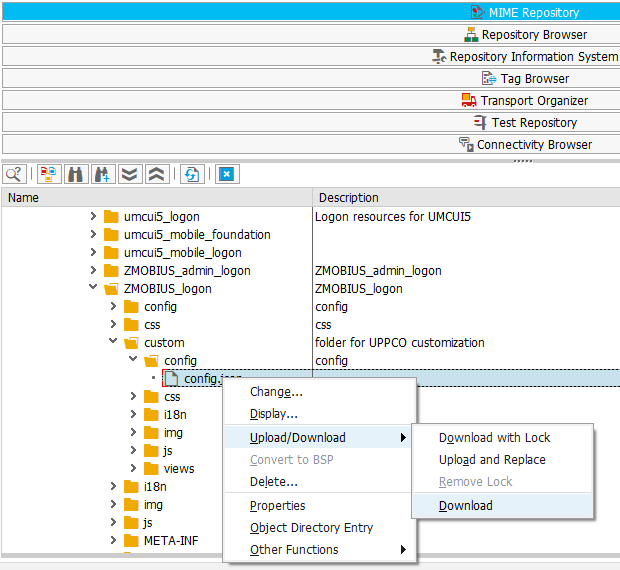 MIME Repository
Repository Browser
Repository Information System
Tag Browser
Transport Organizer
Test Repository
Connectivity Browser
Name Description
umcui5_logon Logon resources for UMCUI5
umcui5_mobile_foundation
umcui5_mobile_logon
ZMOBIUS_admin_logon ZMOBIUS_admin_logon
ZMOBIUS_logon ZMOBIUS_logon
config config
css css
custom folder for UPPCO customization
config config
config.json
css
i18n
img
js
views
i18n
img
js
META-INF
Change...
Display...
Upload/Download
Convert to BSP
Delete...
Properties
Object Directory Entry
Other Functions
Download with Lock
Upload and Replace
Remove Lock
Download